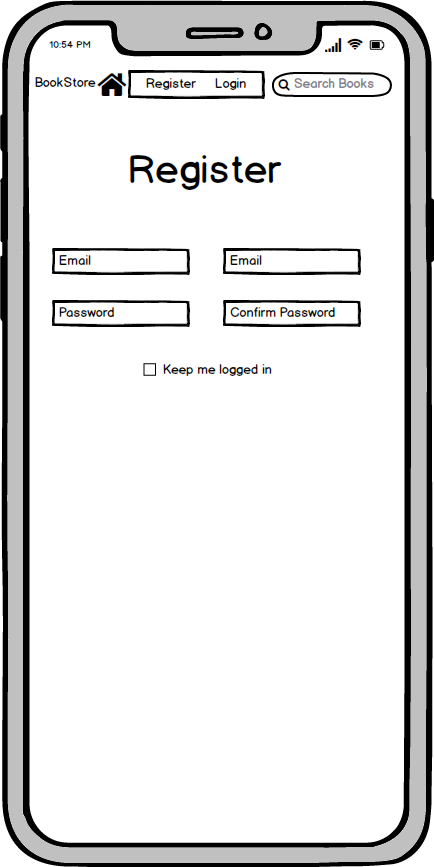 10:54 PM
BookStore Register Login Search Books
Register
Email Email
Password Confirm Password
Keep me logged in